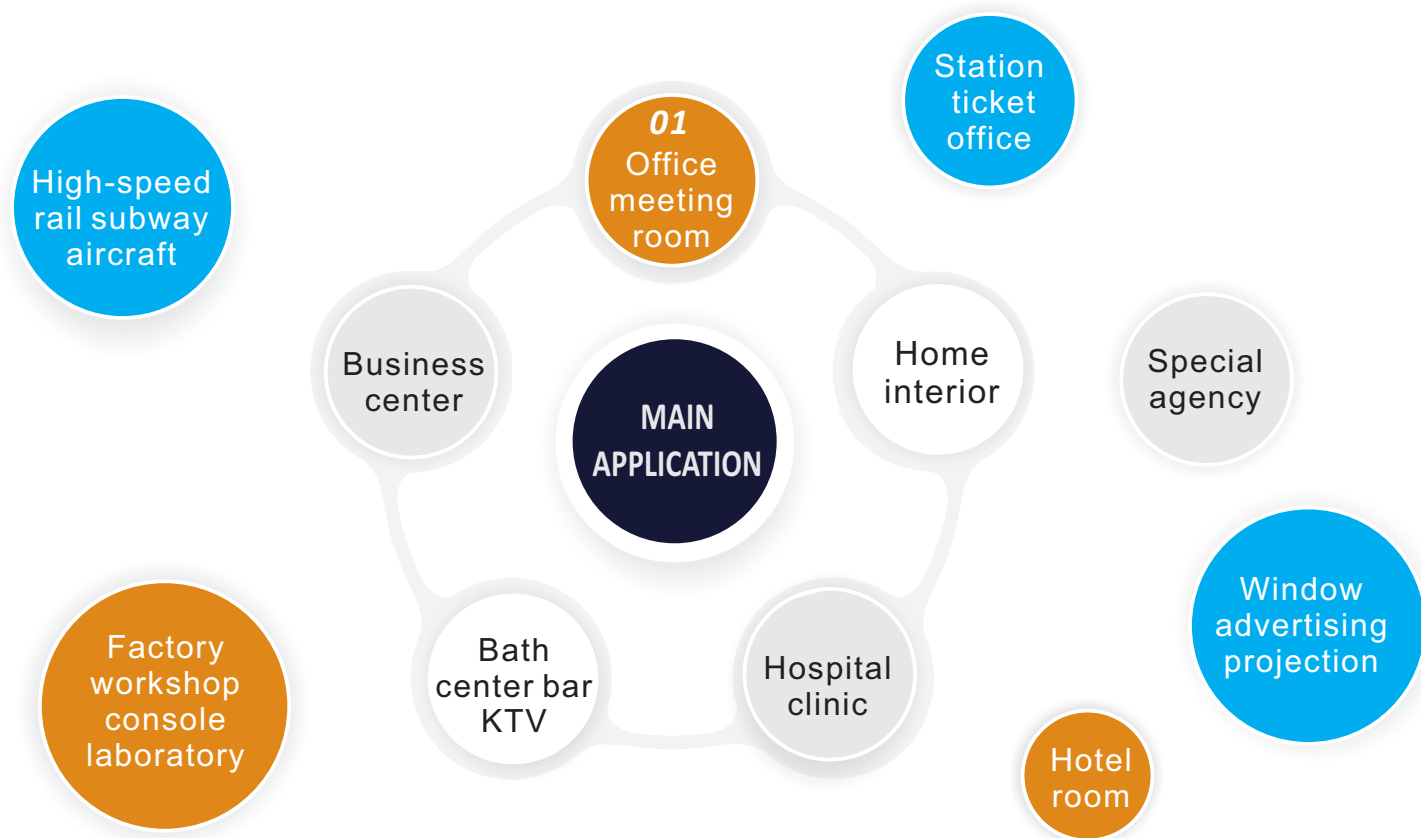 Station
ticket
office
01
Office
meeting
room
High-speed
rail subway
aircraft
Business
center
Home
interior
Special
agency
MAIN
APPLICATION
Window
advertising
projection
Factory
workshop
console
laboratory
Bath
center bar
KTV
Hospital
clinic
Hotel
room